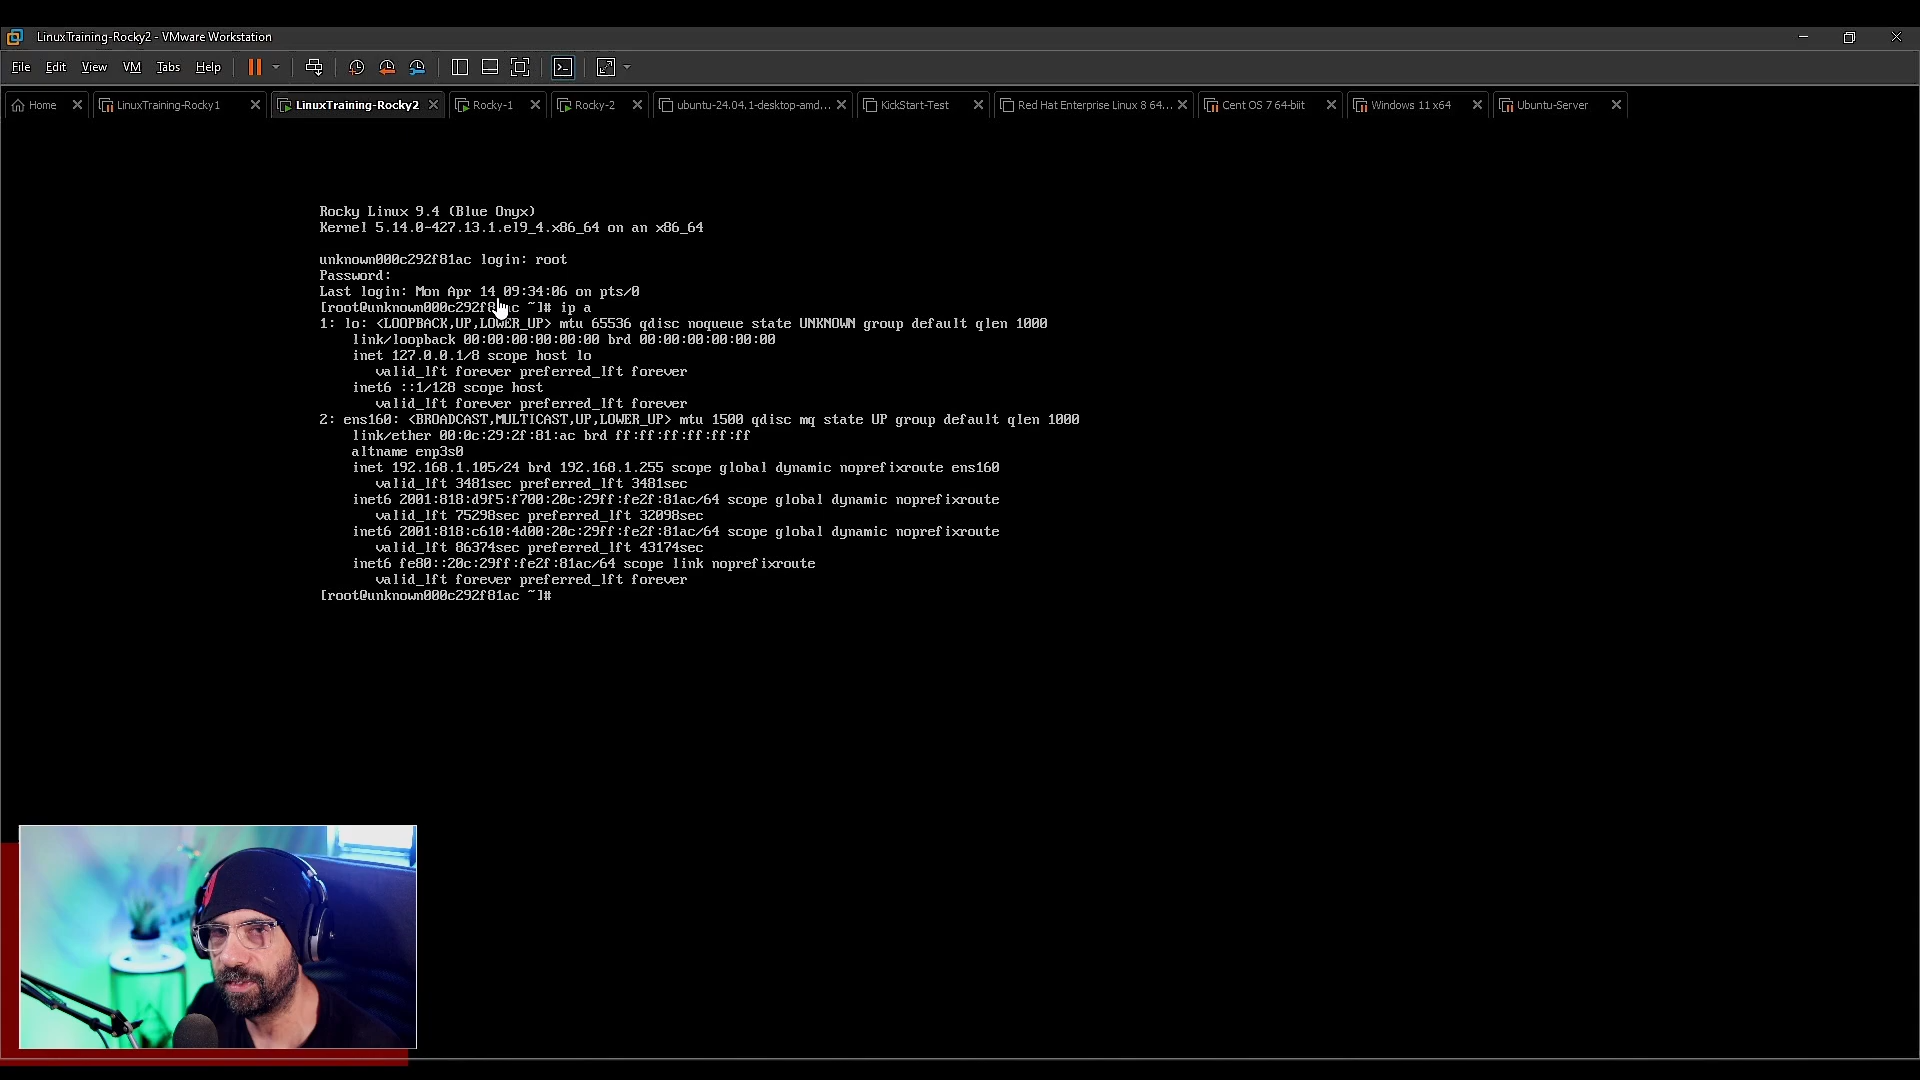 LinuxTraining-Rocky2 - VMware Workstation
File Edit View VM Tabs Help
Home LinuxTraining-Rocky1 LinuxTraining-Rocky2 Rocky-1 Rocky-2 ubuntu-24.04.1-desktop-amd... KickStart-Test Red Hat Enterprise Linux 8 64... Cent OS 7 64-biit Windows 11 x64 Ubuntu-Server
Rocky Linux 9.4 (Blue Onyx)
Kernel 5.14.0-427.13.1.el9_4.x86_64 on an x86_64
unknown000c292f81ac login: root
Password:
Last login: Mon Apr 14 09:34:06 on pts/0
[root@unknown000c292f81ac ~]# ip a
1: lo: <LOOPBACK,UP,LOWER_UP> mtu 65536 qdisc noqueue state UNKNOWN group default qlen 1000
link/loopback 00:00:00:00:00:00 brd 00:00:00:00:00:00
inet 127.0.0.1/8 scope host lo
valid_lft forever preferred_lft forever
inet6 ::1/128 scope host
valid_lft forever preferred_lft forever
2: ens160: <BROADCAST,MULTICAST,UP,LOWER_UP> mtu 1500 qdisc mq state UP group default qlen 1000
link/ether 00:0c:29:2f:81:ac brd ff:ff:ff:ff:ff:ff
altname enp3s0
inet 192.168.1.105/24 brd 192.168.1.255 scope global dynamic noprefixroute ens160
valid_lft 3481sec preferred_lft 3481sec
inet6 2001:818:d9f5:f700:20c:29ff:fe2f:81ac/64 scope global dynamic noprefixroute
valid_lft 75298sec preferred_lft 32098sec
inet6 2001:818:c610:4d00:20c:29ff:fe2f:81ac/64 scope global dynamic noprefixroute
valid_lft 86374sec preferred_lft 43174sec
inet6 fe80::20c:29ff:fe2f:81ac/64 scope link noprefixroute
valid_lft forever preferred_lft forever
[root@unknown000c292f81ac ~]#